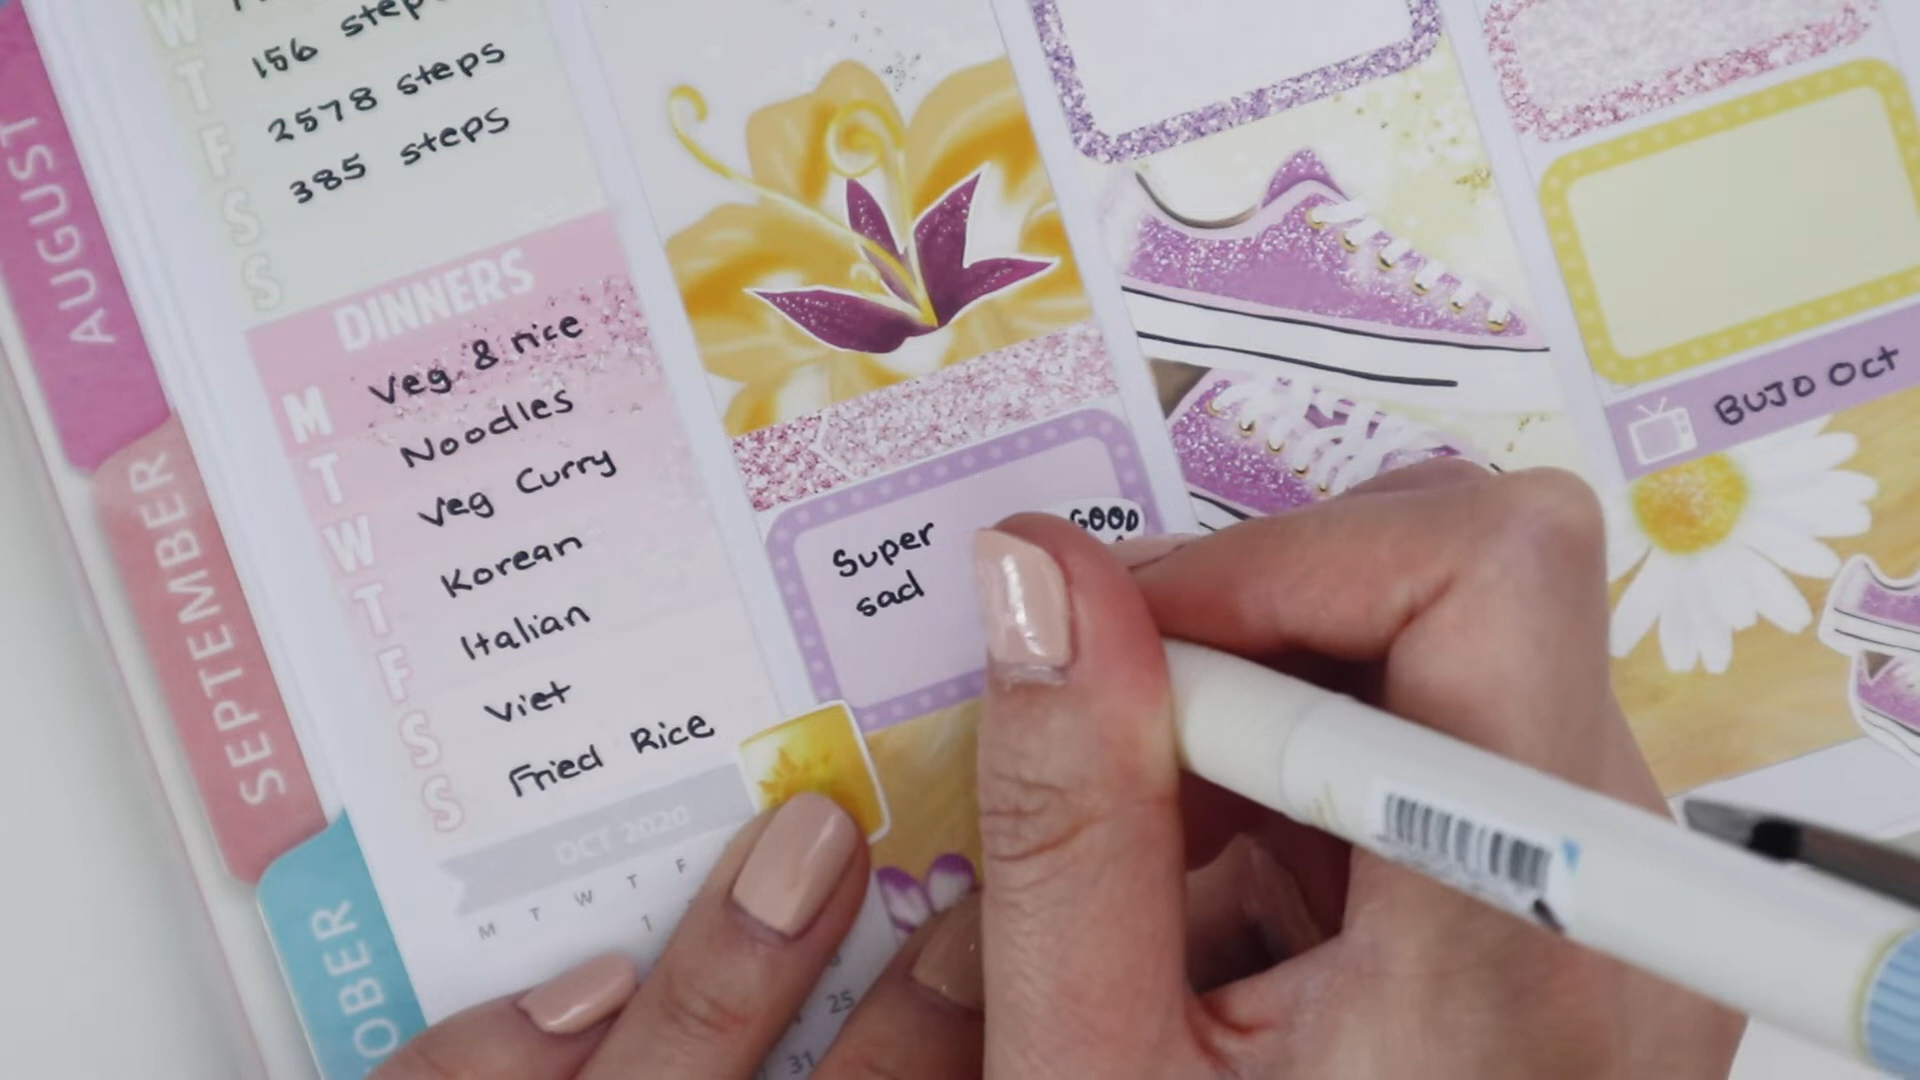 AUGUST
SEPTEMBER
OBER
W
T
F
S
S
156 steps
2578 steps
385 steps
DINNERS
M Veg & rice
T Noodles
W Veg Curry
T Korean
F Italian
S Viet
S Fried Rice
OCT 2020
M T W T F
1
25
31
Super
sad
GOOD
BUJO Oct